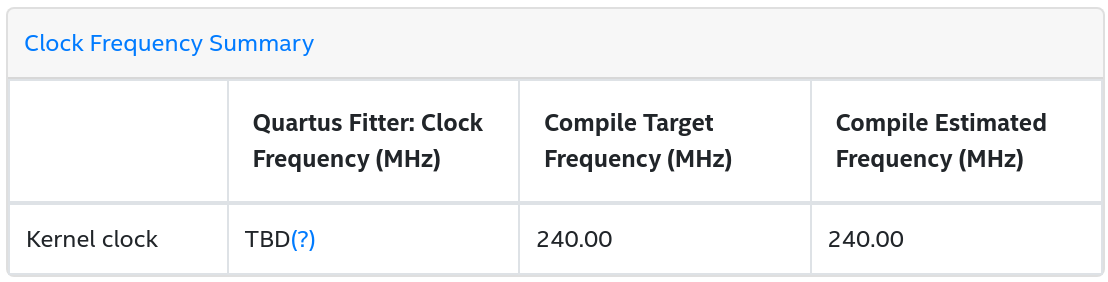 Clock Frequency Summary
Quartus Fitter: Clock Frequency (MHz)
Compile Target Frequency (MHz)
Compile Estimated Frequency (MHz)
Kernel clock TBD(?) 240.00 240.00